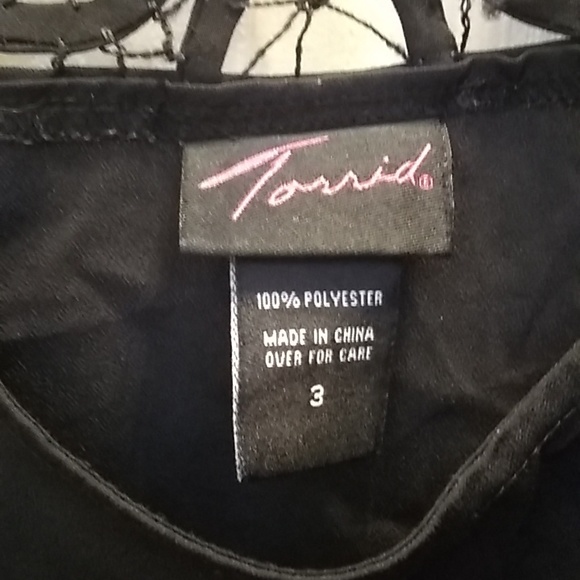 Torrid®
100% POLYESTER
MADE IN CHINA
OVER FOR CARE
3